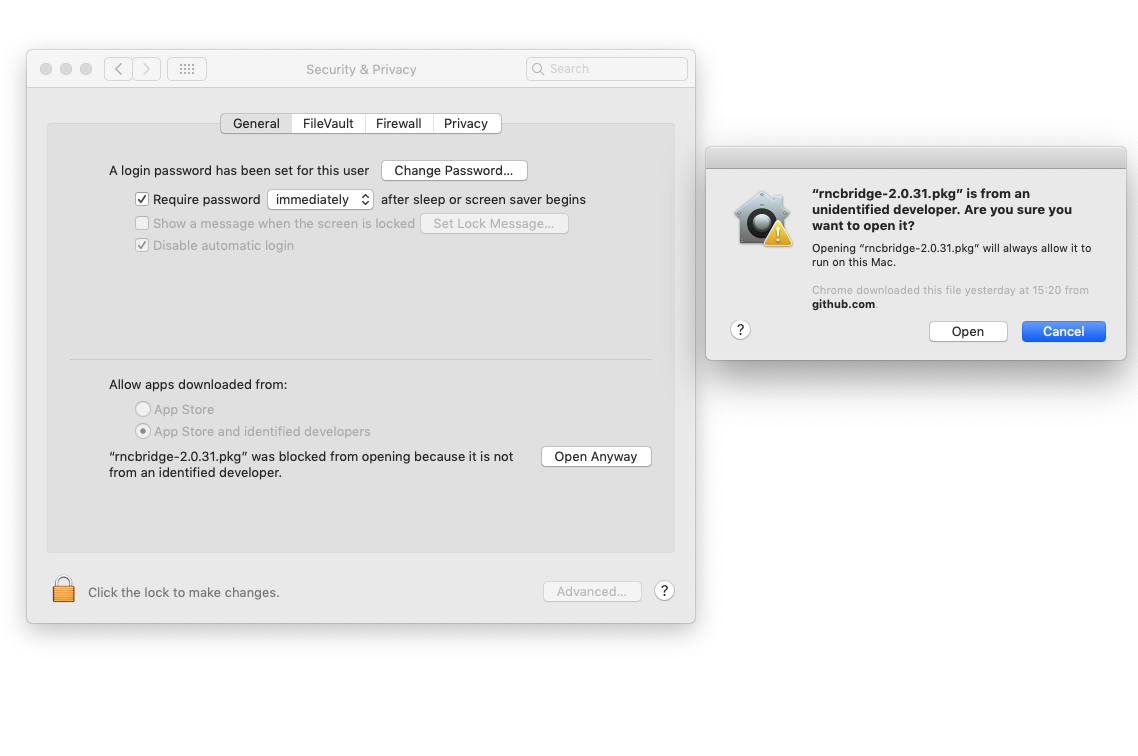 Security & Privacy
Search
General
FileVault
Firewall
Privacy
A login password has been set for this user
Change Password...
Require password
immediately
after sleep or screen saver begins
Show a message when the screen is locked
Set Lock Message...
Disable automatic login
Allow apps downloaded from:
App Store
App Store and identified developers
“rncbridge-2.0.31.pkg” was blocked from opening because it is not
from an identified developer.
Open Anyway
Click the lock to make changes.
Advanced...
?
“rncbridge-2.0.31.pkg” is from an
unidentified developer. Are you sure you
want to open it?
Opening “rncbridge-2.0.31.pkg” will always allow it to
run on this Mac.
Chrome downloaded this file yesterday at 15:20 from
github.com.
?
Open
Cancel